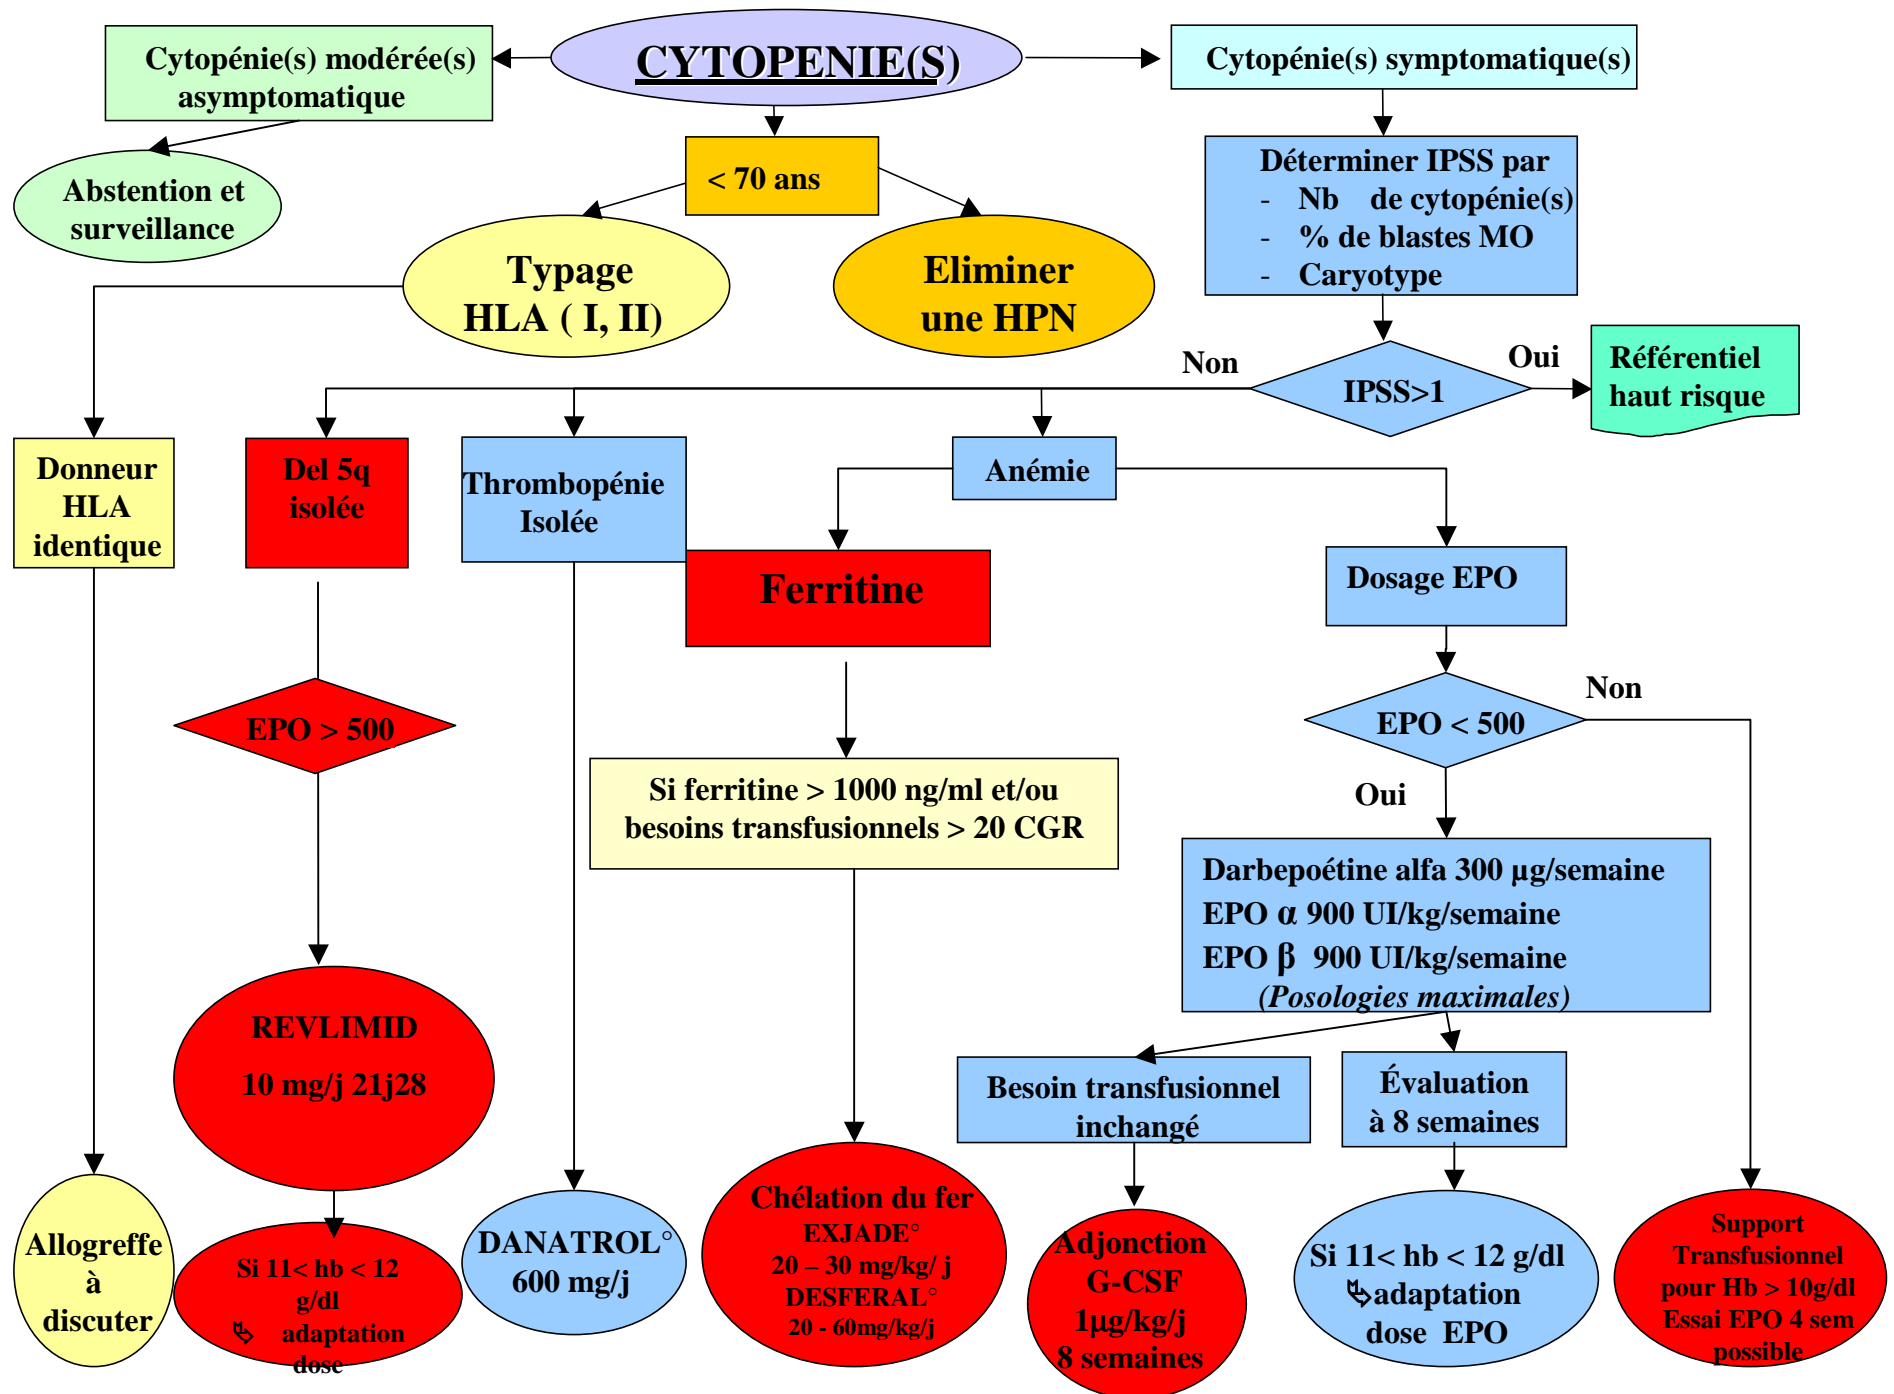 CYTOPENIE(S)
Cytopénie(s) modérée(s)
asymptomatique
Cytopénie(s) symptomatique(s)
Abstention et
surveillance
< 70 ans
Déterminer IPSS par
- Nb de cytopénie(s)
- % de blastes MO
- Caryotype
Typage
HLA ( I, II)
Eliminer
une HPN
Non
IPSS>1
Oui
Référentiel
haut risque
Donneur
HLA
identique
Del 5q
isolée
Thrombopénie
Isolée
Anémie
Ferritine
Dosage EPO
EPO > 500
EPO < 500
Non
Oui
Si ferritine > 1000 ng/ml et/ou
besoins transfusionnels > 20 CGR
Darbepoétine alfa 300 µg/semaine
EPO α 900 UI/kg/semaine
EPO β 900 UI/kg/semaine
(Posologies maximales)
REVLIMID
10 mg/j 21j28
Besoin transfusionnel
inchangé
Évaluation
à 8 semaines
Allogreffe
à
discuter
Si 11< hb < 12
g/dl
↳ adaptation
dose
DANATROL°
600 mg/j
Chélation du fer
EXJADE°
20 – 30 mg/kg/ j
DESFERAL°
20 - 60mg/kg/j
Adjonction
G-CSF
1µg/kg/j
8 semaines
Si 11< hb < 12 g/dl
↳adaptation
dose EPO
Support
Transfusionnel
pour Hb > 10g/dl
Essai EPO 4 sem
possible